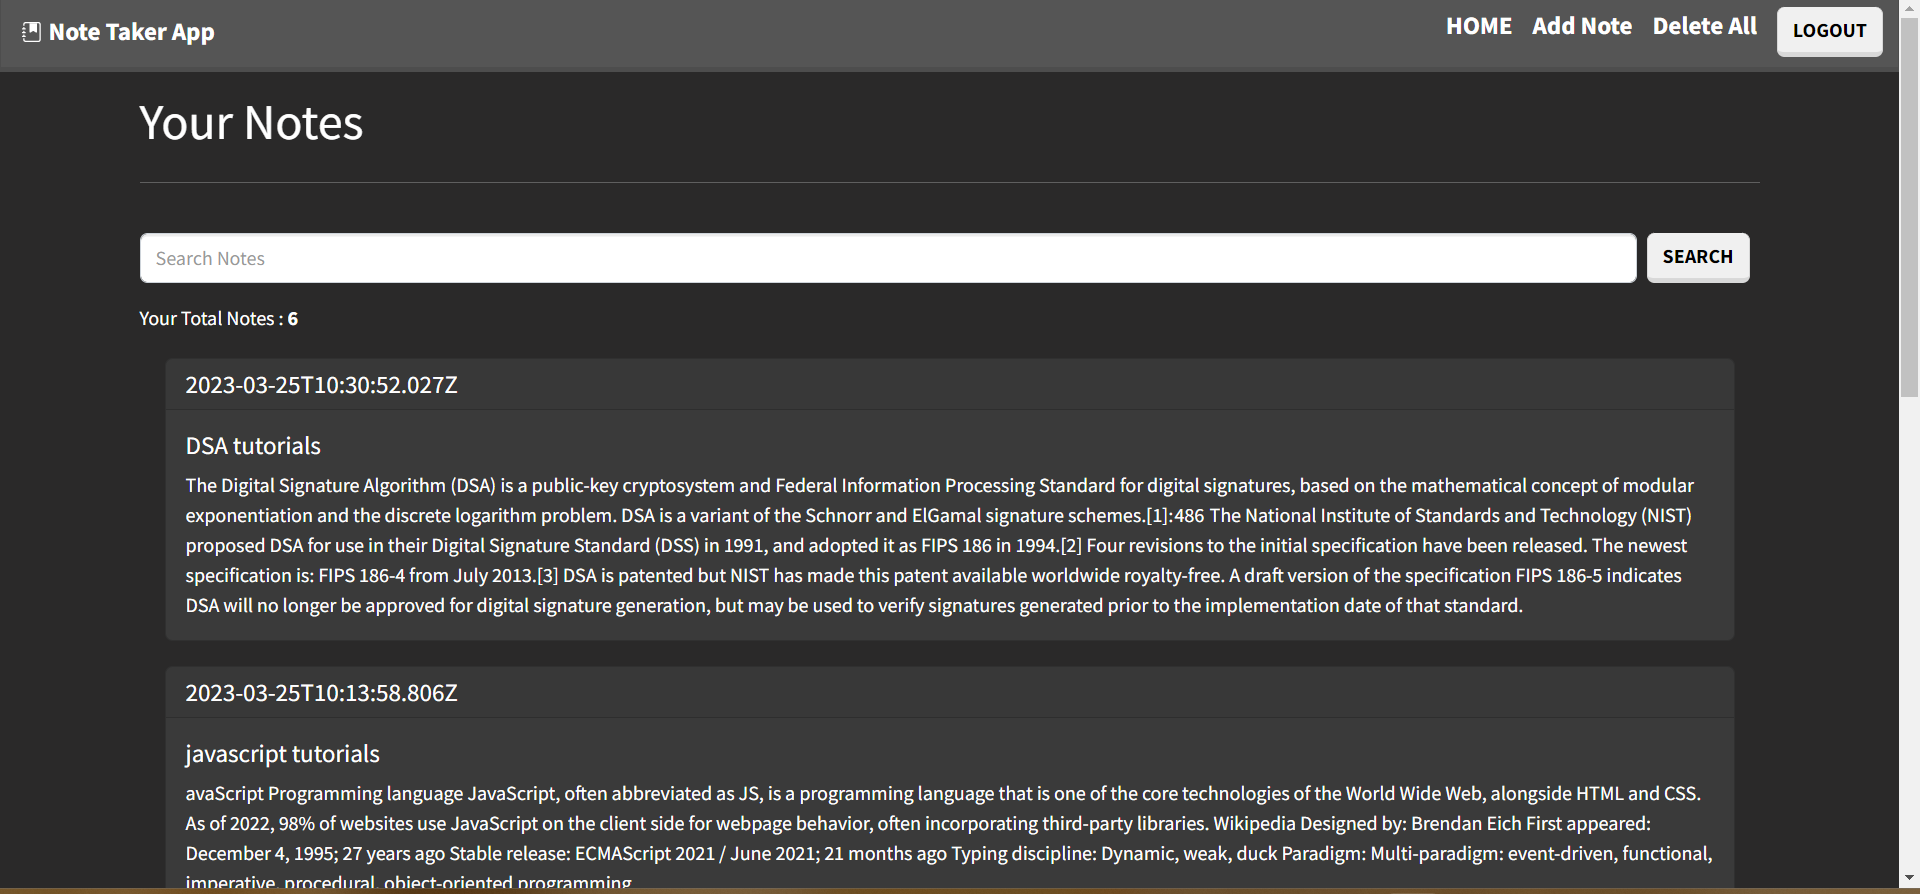 Note Taker App
HOME Add Note Delete All LOGOUT
Your Notes
Search Notes SEARCH
Your Total Notes : 6
2023-03-25T10:30:52.027Z
DSA tutorials
The Digital Signature Algorithm (DSA) is a public-key cryptosystem and Federal Information Processing Standard for digital signatures, based on the mathematical concept of modular
exponentiation and the discrete logarithm problem. DSA is a variant of the Schnorr and ElGamal signature schemes.[1]:486 The National Institute of Standards and Technology (NIST)
proposed DSA for use in their Digital Signature Standard (DSS) in 1991, and adopted it as FIPS 186 in 1994.[2] Four revisions to the initial specification have been released. The newest
specification is: FIPS 186-4 from July 2013.[3] DSA is patented but NIST has made this patent available worldwide royalty-free. A draft version of the specification FIPS 186-5 indicates
DSA will no longer be approved for digital signature generation, but may be used to verify signatures generated prior to the implementation date of that standard.
2023-03-25T10:13:58.806Z
javascript tutorials
avaScript Programming language JavaScript, often abbreviated as JS, is a programming language that is one of the core technologies of the World Wide Web, alongside HTML and CSS.
As of 2022, 98% of websites use JavaScript on the client side for webpage behavior, often incorporating third-party libraries. Wikipedia Designed by: Brendan Eich First appeared:
December 4, 1995; 27 years ago Stable release: ECMAScript 2021 / June 2021; 21 months ago Typing discipline: Dynamic, weak, duck Paradigm: Multi-paradigm: event-driven, functional,
imperative, procedural, object-oriented programming